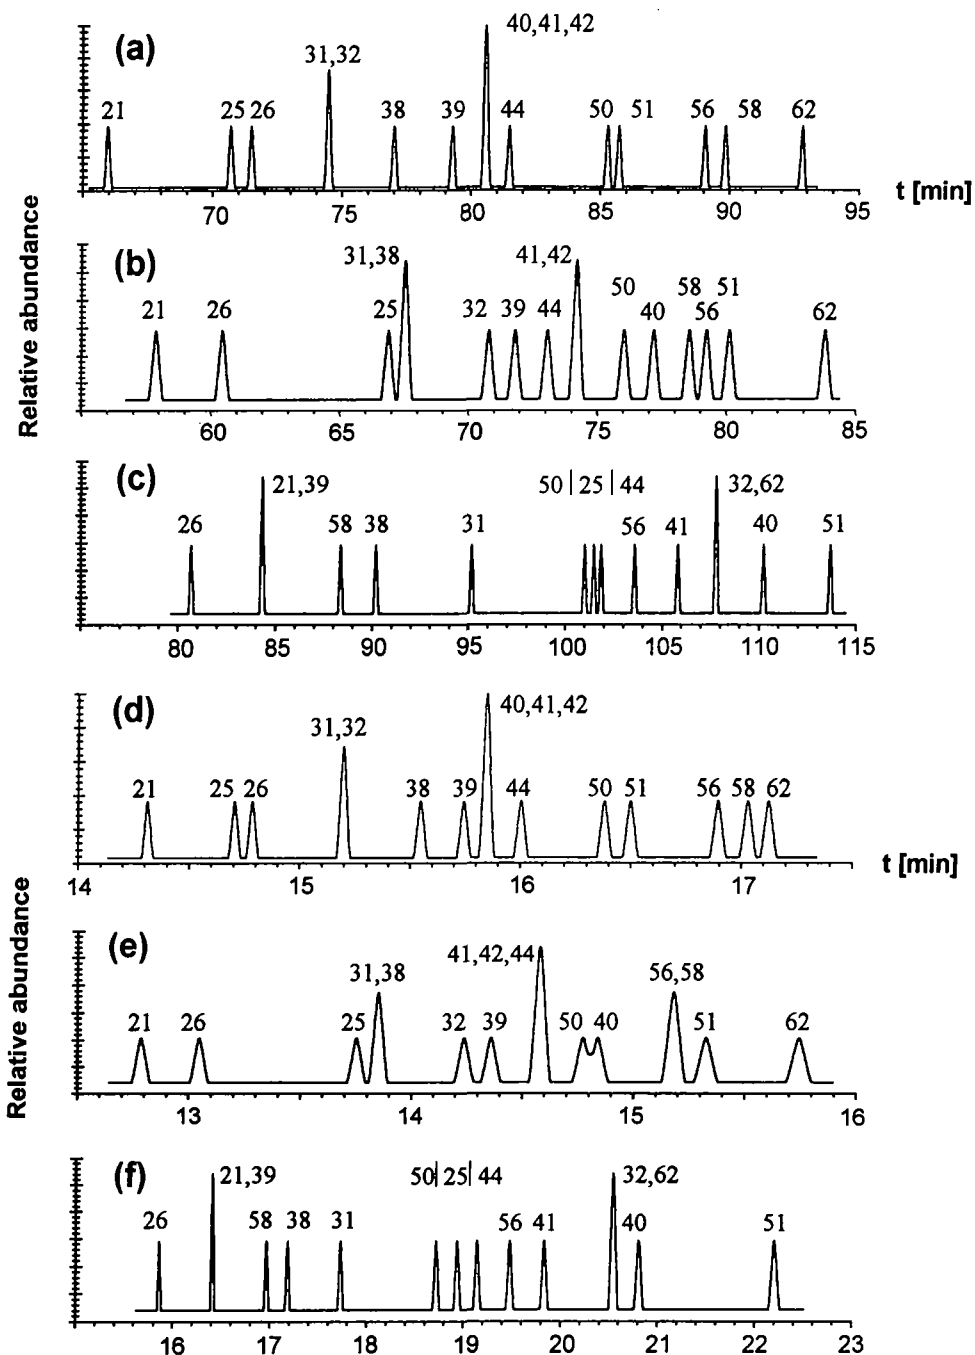 (a)
40,41,42
31,32
21 25 26 38 39 44 50 51 56 58 62
70 75 80 85 90 95
t [min]
Relative abundance
(b)
31,38 41,42
50 58 51
21 26 25 32 39 44 40 56 62
60 65 70 75 80 85
(c)
21,39 50 | 25 | 44 32,62
26 58 38 31 56 41 40 51
80 85 90 95 100 105 110 115
(d)
40,41,42
31,32
21 25 26 38 39 44 50 51 56 58 62
14 15 16 17
t [min]
Relative abundance
(e)
41,42,44
31,38 56,58
21 26 25 32 39 50 40 51 62
13 14 15 16
(f)
21,39 50| 25| 44 32,62
26 58 38 31 56 41 40 51
16 17 18 19 20 21 22 23